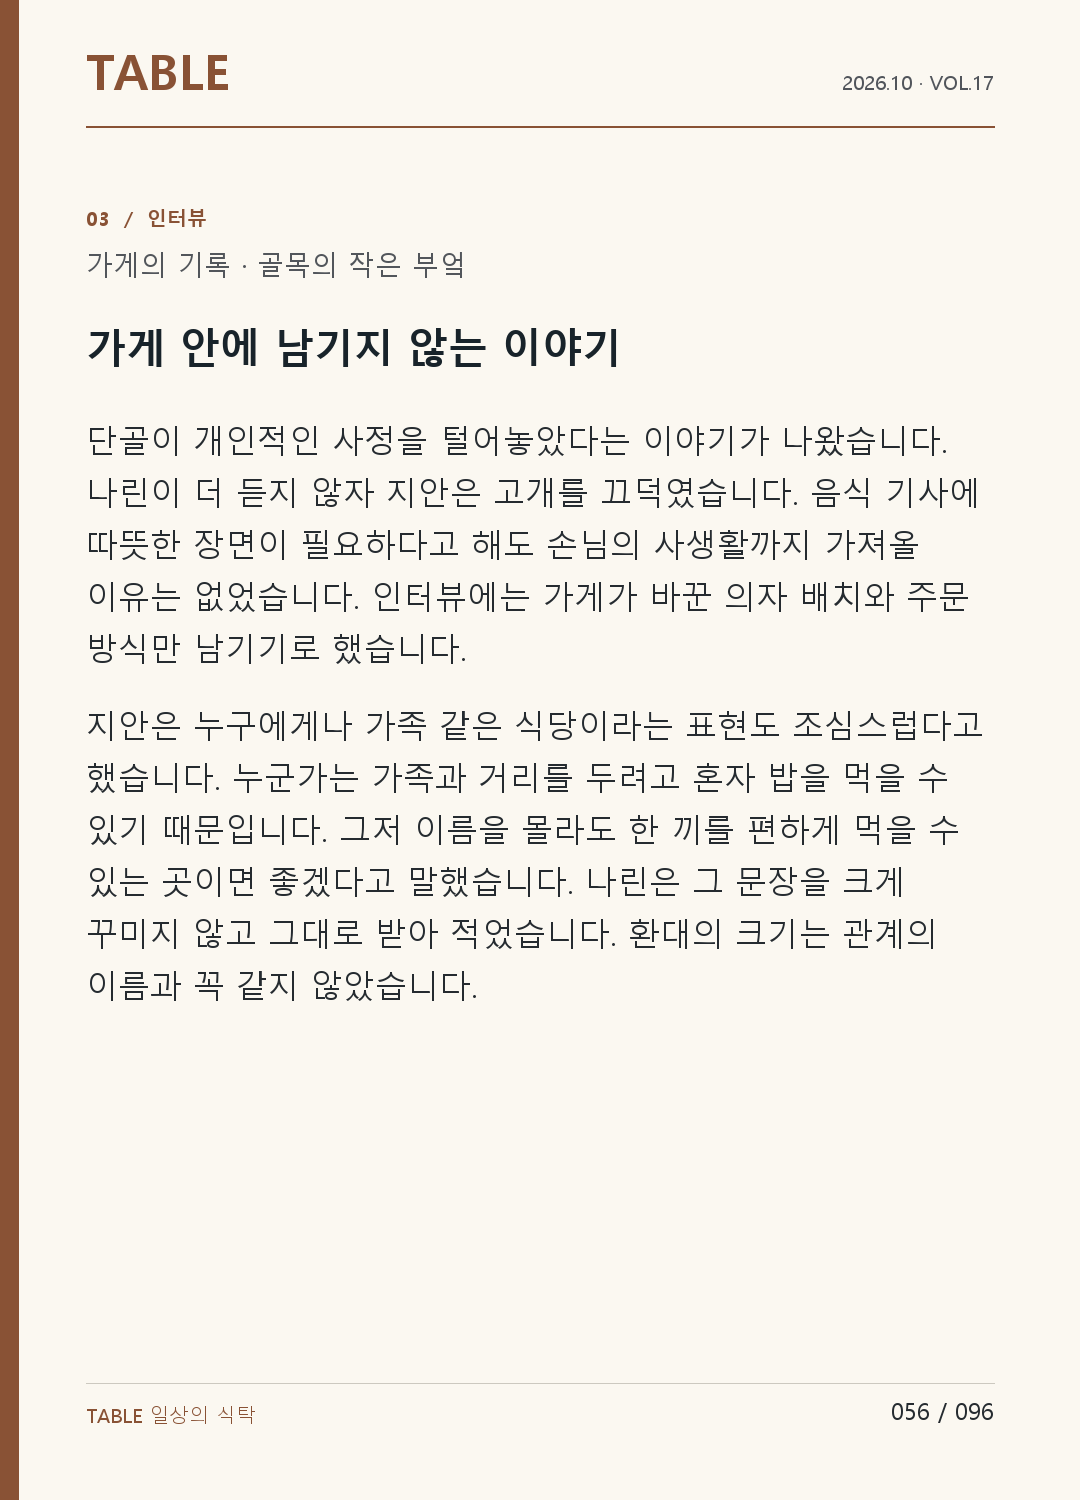 TABLE
2026.10 · VOL.17
03 / 인터뷰
가게의 기록 · 골목의 작은 부엌
가게 안에 남기지 않는 이야기
단골이 개인적인 사정을 털어놓았다는 이야기가 나왔습니다.
나린이 더 듣지 않자 지안은 고개를 끄덕였습니다. 음식 기사에
따뜻한 장면이 필요하다고 해도 손님의 사생활까지 가져올
이유는 없었습니다. 인터뷰에는 가게가 바꾼 의자 배치와 주문
방식만 남기기로 했습니다.
지안은 누구에게나 가족 같은 식당이라는 표현도 조심스럽다고
했습니다. 누군가는 가족과 거리를 두려고 혼자 밥을 먹을 수
있기 때문입니다. 그저 이름을 몰라도 한 끼를 편하게 먹을 수
있는 곳이면 좋겠다고 말했습니다. 나린은 그 문장을 크게
꾸미지 않고 그대로 받아 적었습니다. 환대의 크기는 관계의
이름과 꼭 같지 않았습니다.
TABLE 일상의 식탁
056 / 096